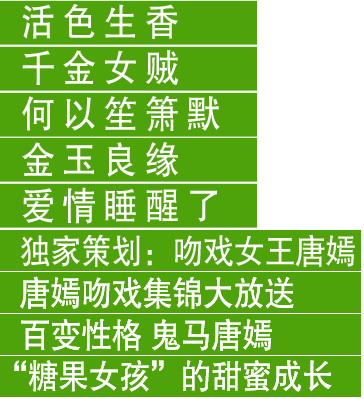 活色生香
千金女贼
何以笙箫默
金玉良缘
爱情睡醒了
独家策划：吻戏女王唐嫣
唐嫣吻戏集锦大放送
百变性格 鬼马唐嫣
“糖果女孩”的甜蜜成长